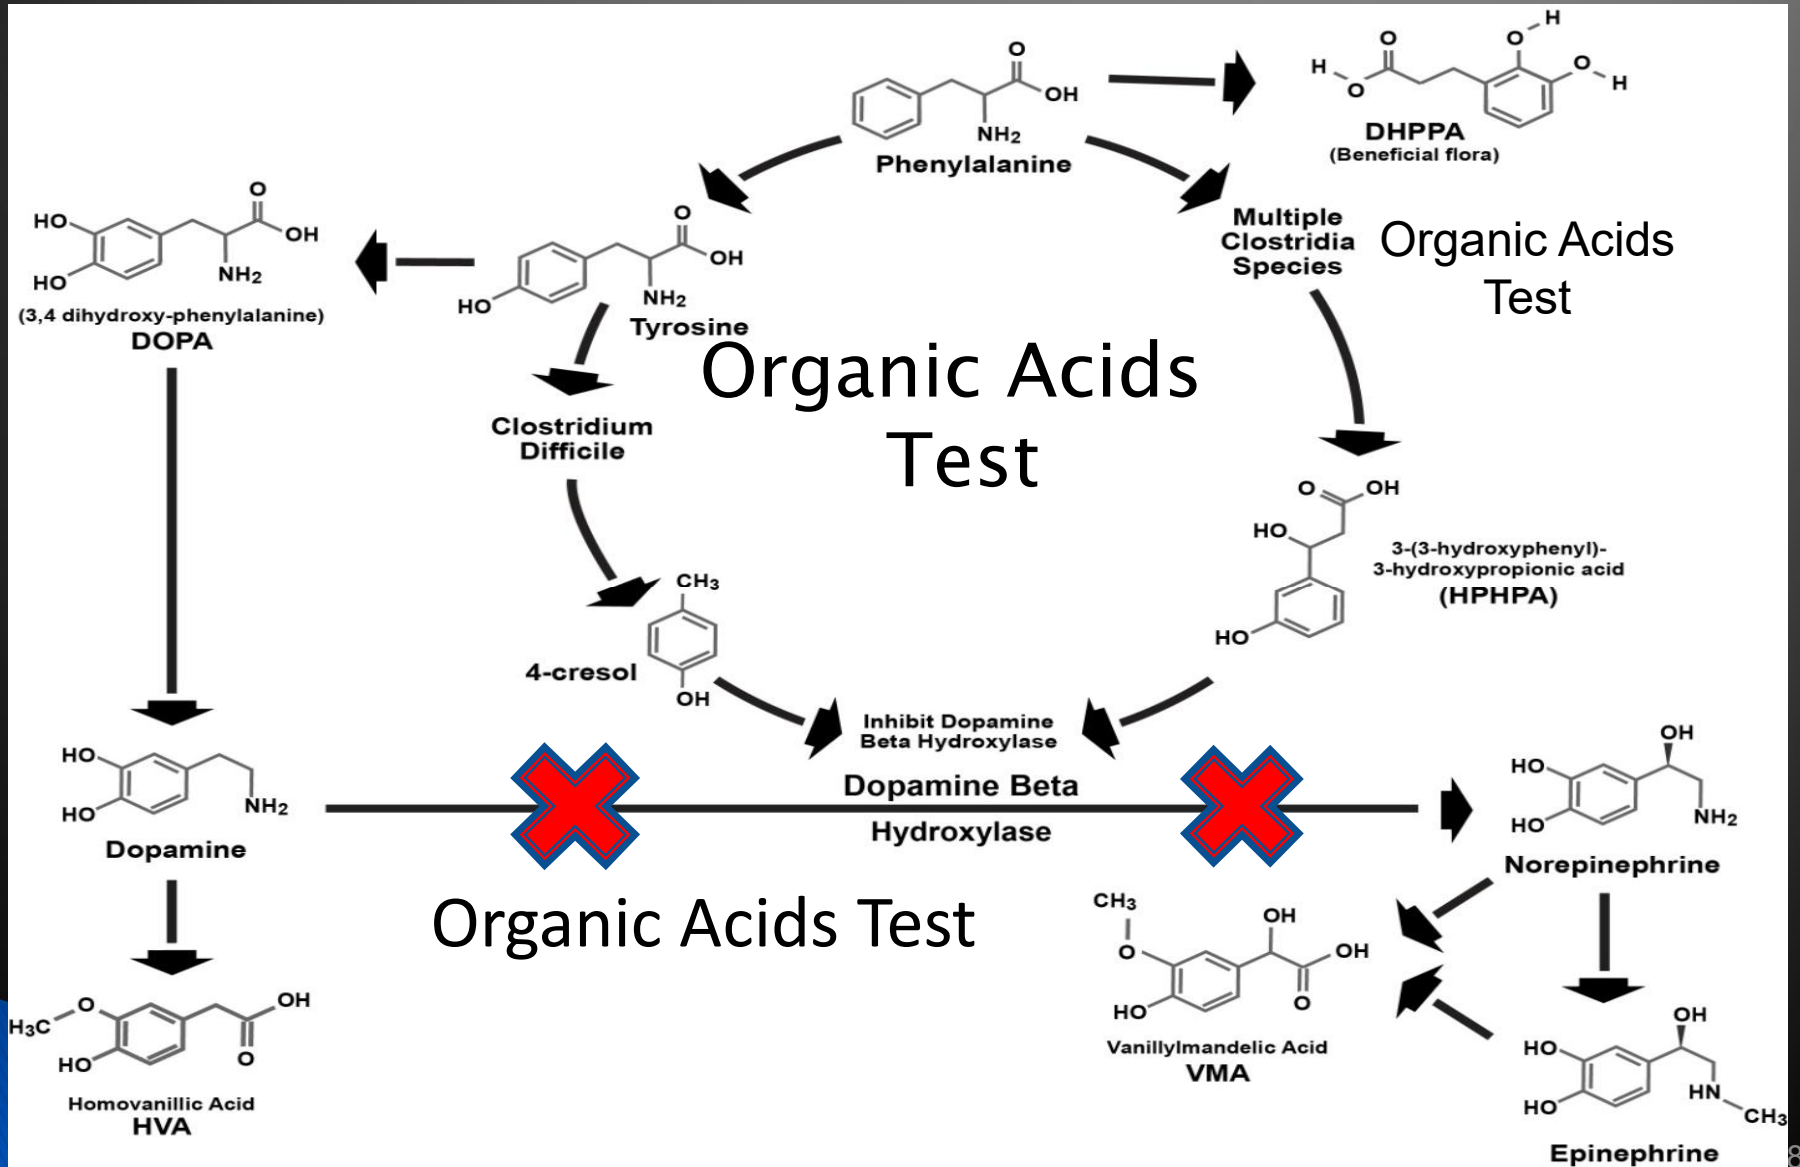 H
O
O
H
O
H
O
OH
NH₂
Phenylalanine
H
O
DHPPA
(Beneficial flora)
O
HO
OH
HO
NH₂
(3,4 dihydroxy-phenylalanine)
DOPA
O
OH
HO
NH₂
Tyrosine
Multiple
Clostridia
Species
Organic Acids
Test
Organic Acids
Test
Clostridium
Difficile
O
OH
HO
HO
3-(3-hydroxyphenyl)-
3-hydroxypropionic acid
(HPHPA)
CH₃
4-cresol
OH
Inhibit Dopamine
Beta Hydroxylase
Dopamine Beta
Hydroxylase
HO
HO
NH₂
Dopamine
OH
HO
HO
NH₂
Norepinephrine
Organic Acids Test
CH₃
O
OH
OH
HO
O
Vanillylmandelic Acid
VMA
O
OH
H₃C
HO
O
Homovanillic Acid
HVA
OH
HO
HO
HN
CH₃
Epinephrine
8